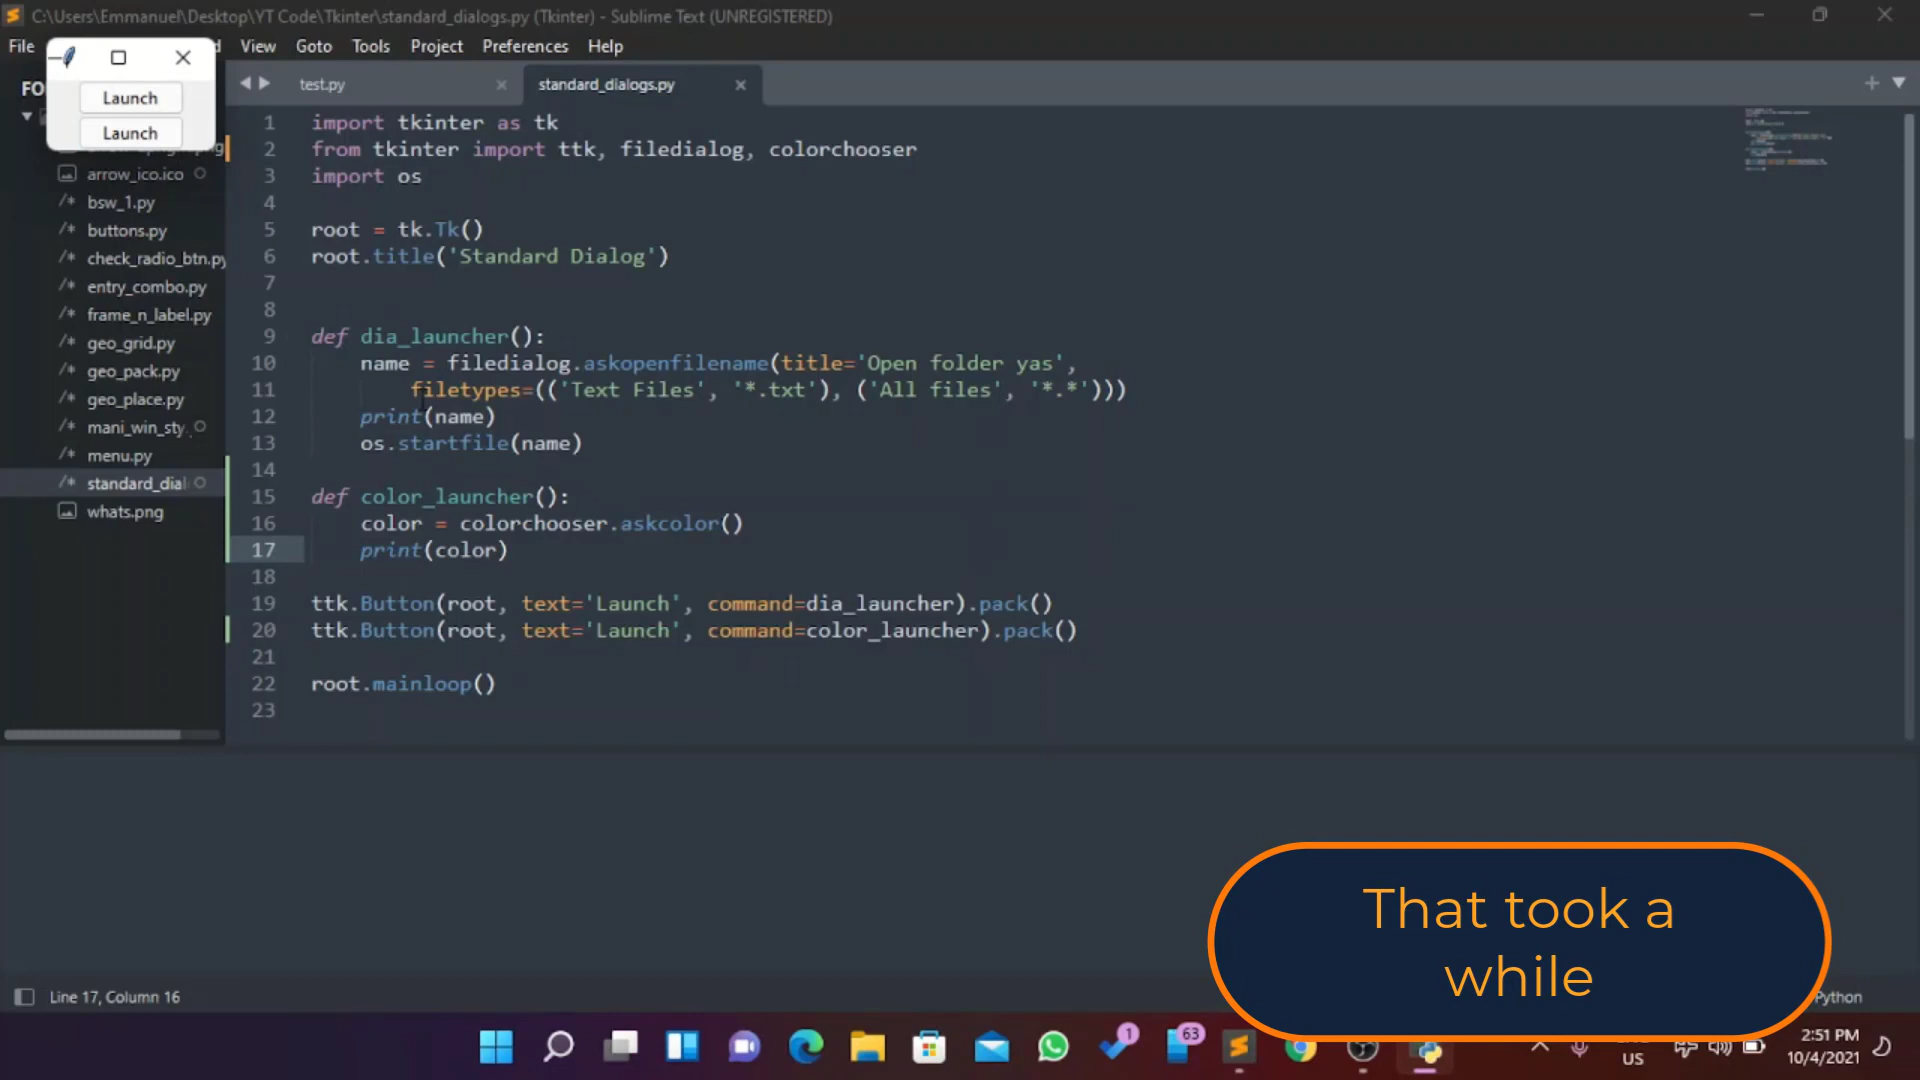 C:\Users\Emmanuel\Desktop\YT Code\Tkinter\standard_dialogs.py (Tkinter) - Sublime Text (UNREGISTERED)
File View Goto Tools Project Preferences Help
Launch
Launch
FO
arrow_ico.ico
bsw_1.py
buttons.py
check_radio_btn.py
entry_combo.py
frame_n_label.py
geo_grid.py
geo_pack.py
geo_place.py
mani_win_sty
menu.py
standard_dial
whats.png
test.py
standard_dialogs.py
1 import tkinter as tk
2 from tkinter import ttk, filedialog, colorchooser
3 import os
4
5 root = tk.Tk()
6 root.title('Standard Dialog')
7
8
9 def dia_launcher():
10 name = filedialog.askopenfilename(title='Open folder yas',
11 filetypes=(('Text Files', '*.txt'), ('All files', '*.*')))
12 print(name)
13 os.startfile(name)
14
15 def color_launcher():
16 color = colorchooser.askcolor()
17 print(color)
18
19 ttk.Button(root, text='Launch', command=dia_launcher).pack()
20 ttk.Button(root, text='Launch', command=color_launcher).pack()
21
22 root.mainloop()
23
That took a
while
Line 17, Column 16
Python
1
63
US
2:51 PM
10/4/2021